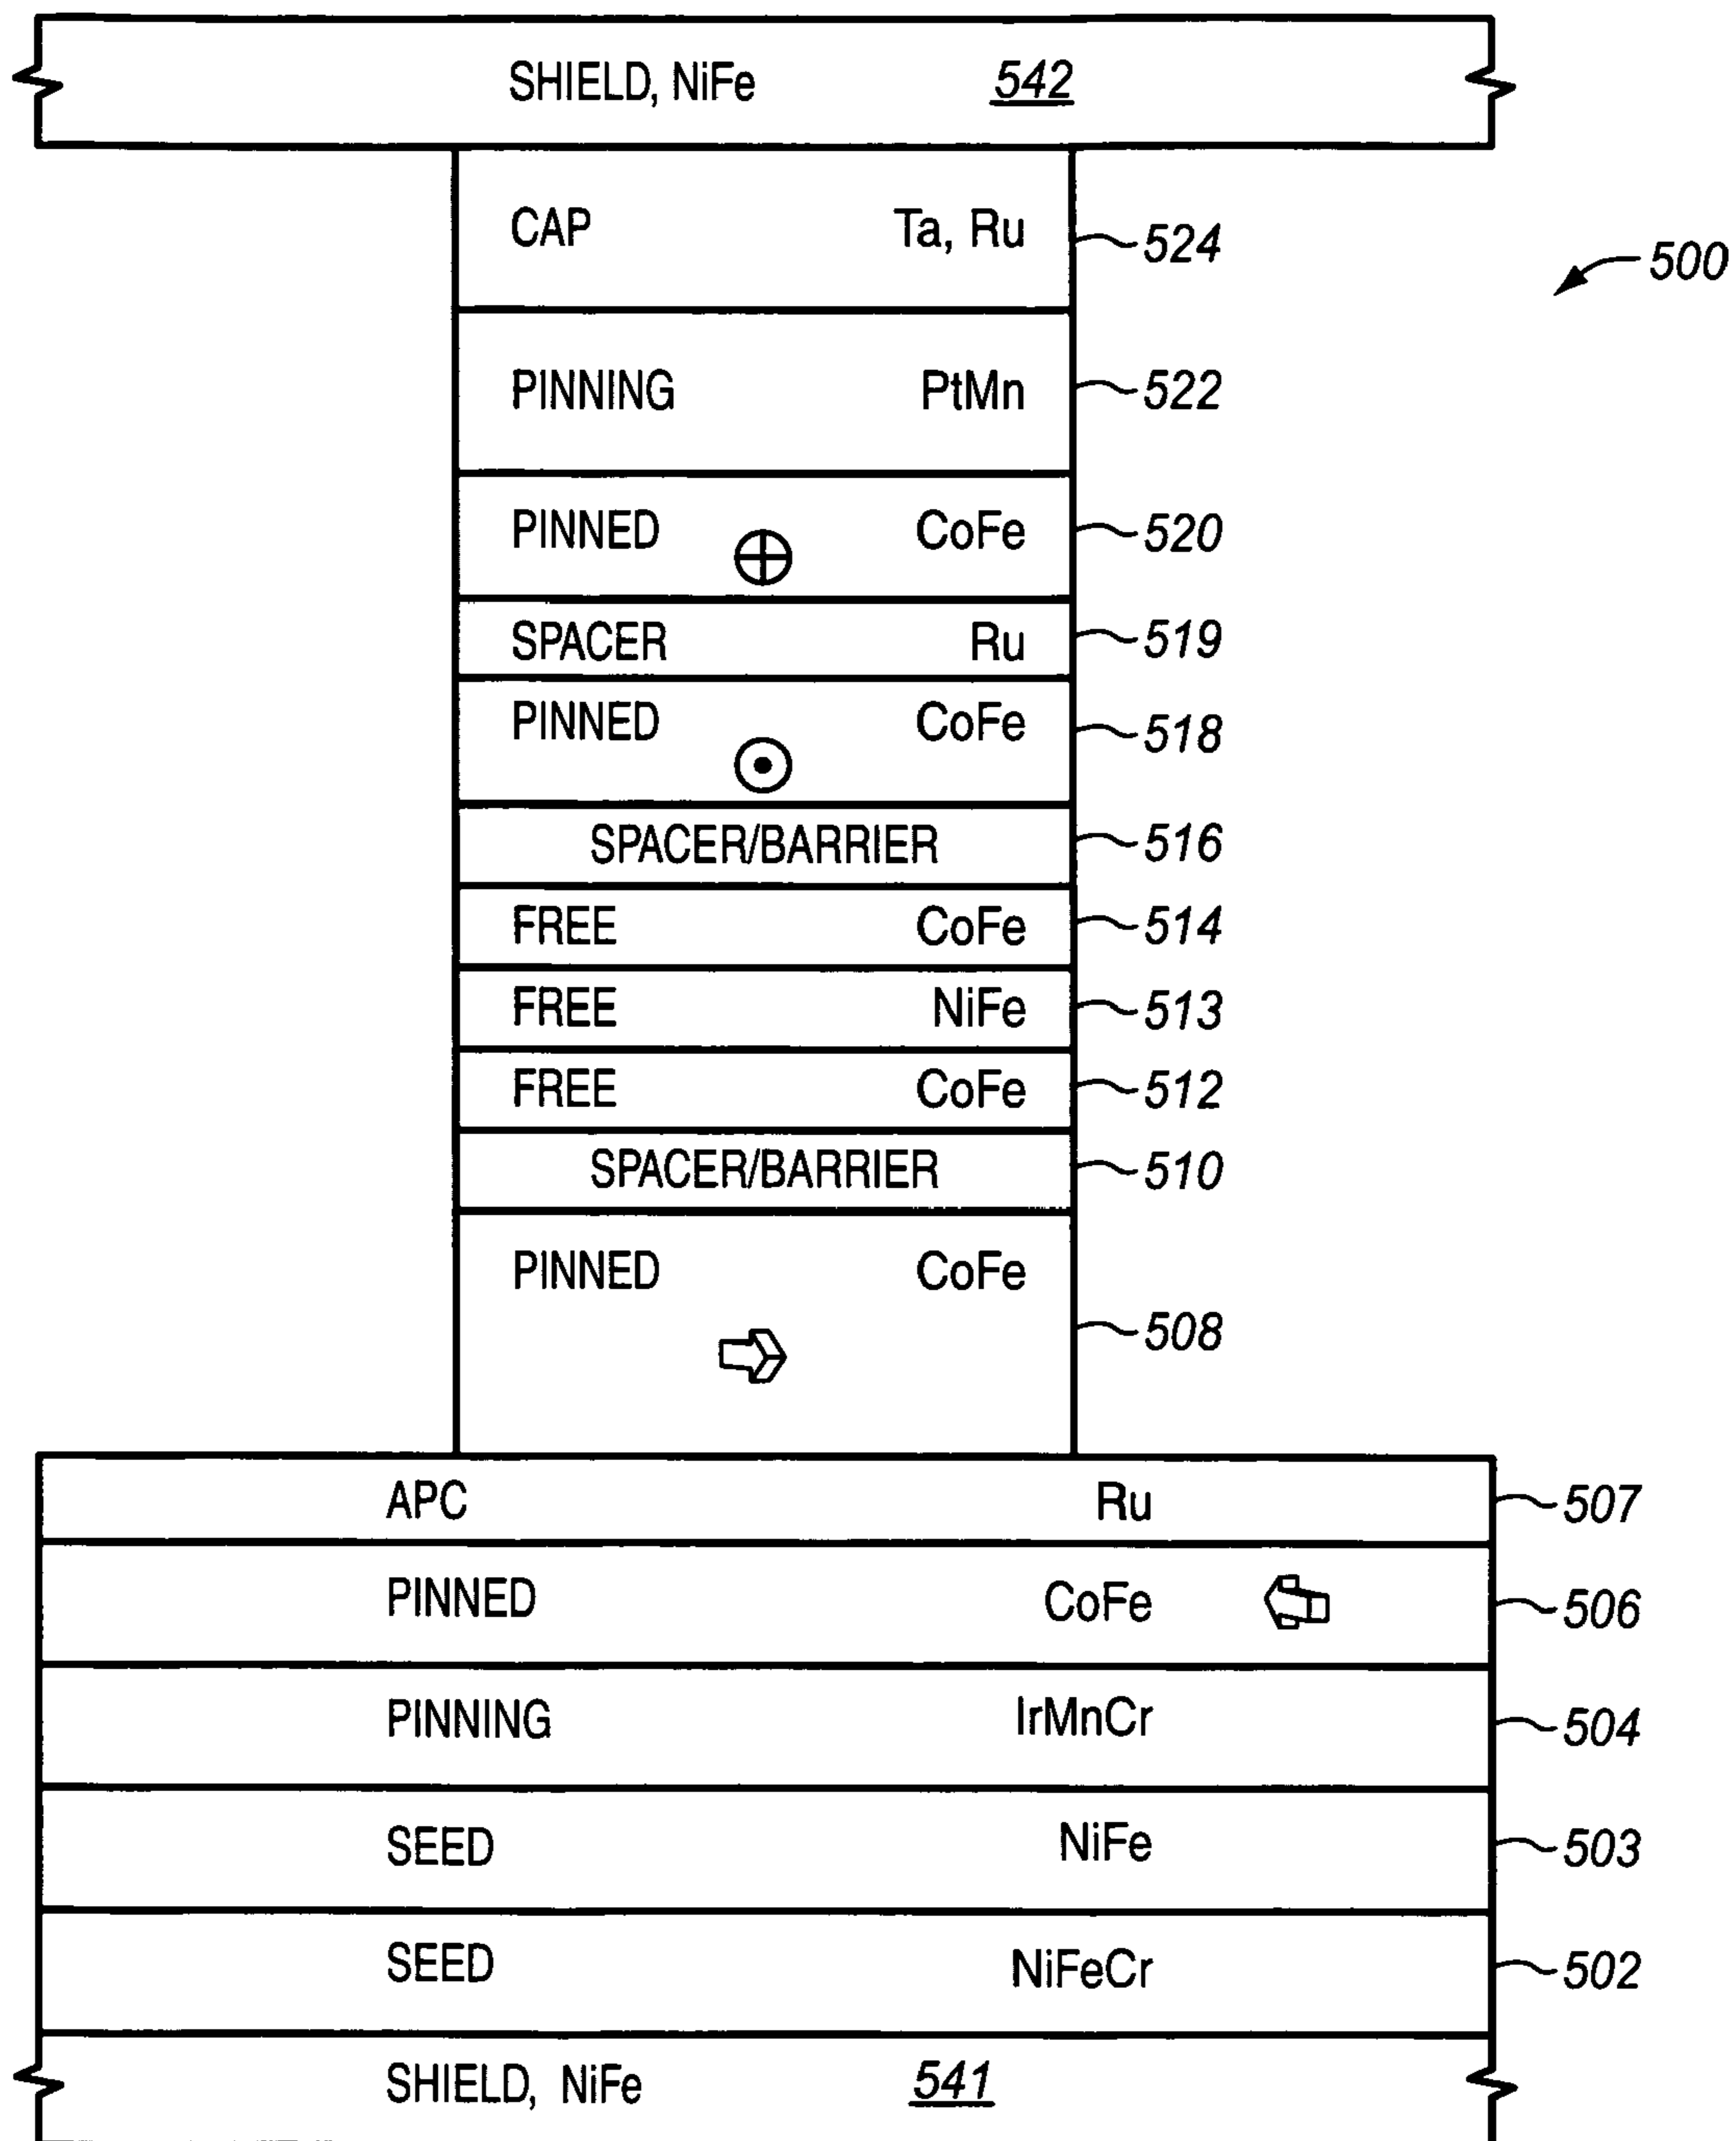 SHIELD, NiFe 542
CAP Ta, Ru 524
500
PINNING PtMn 522
PINNED CoFe 520
SPACER Ru 519
PINNED CoFe 518
SPACER/BARRIER 516
FREE CoFe 514
FREE NiFe 513
FREE CoFe 512
SPACER/BARRIER 510
PINNED CoFe 508
APC Ru 507
PINNED CoFe 506
PINNING IrMnCr 504
SEED NiFe 503
SEED NiFeCr 502
SHIELD, NiFe 541